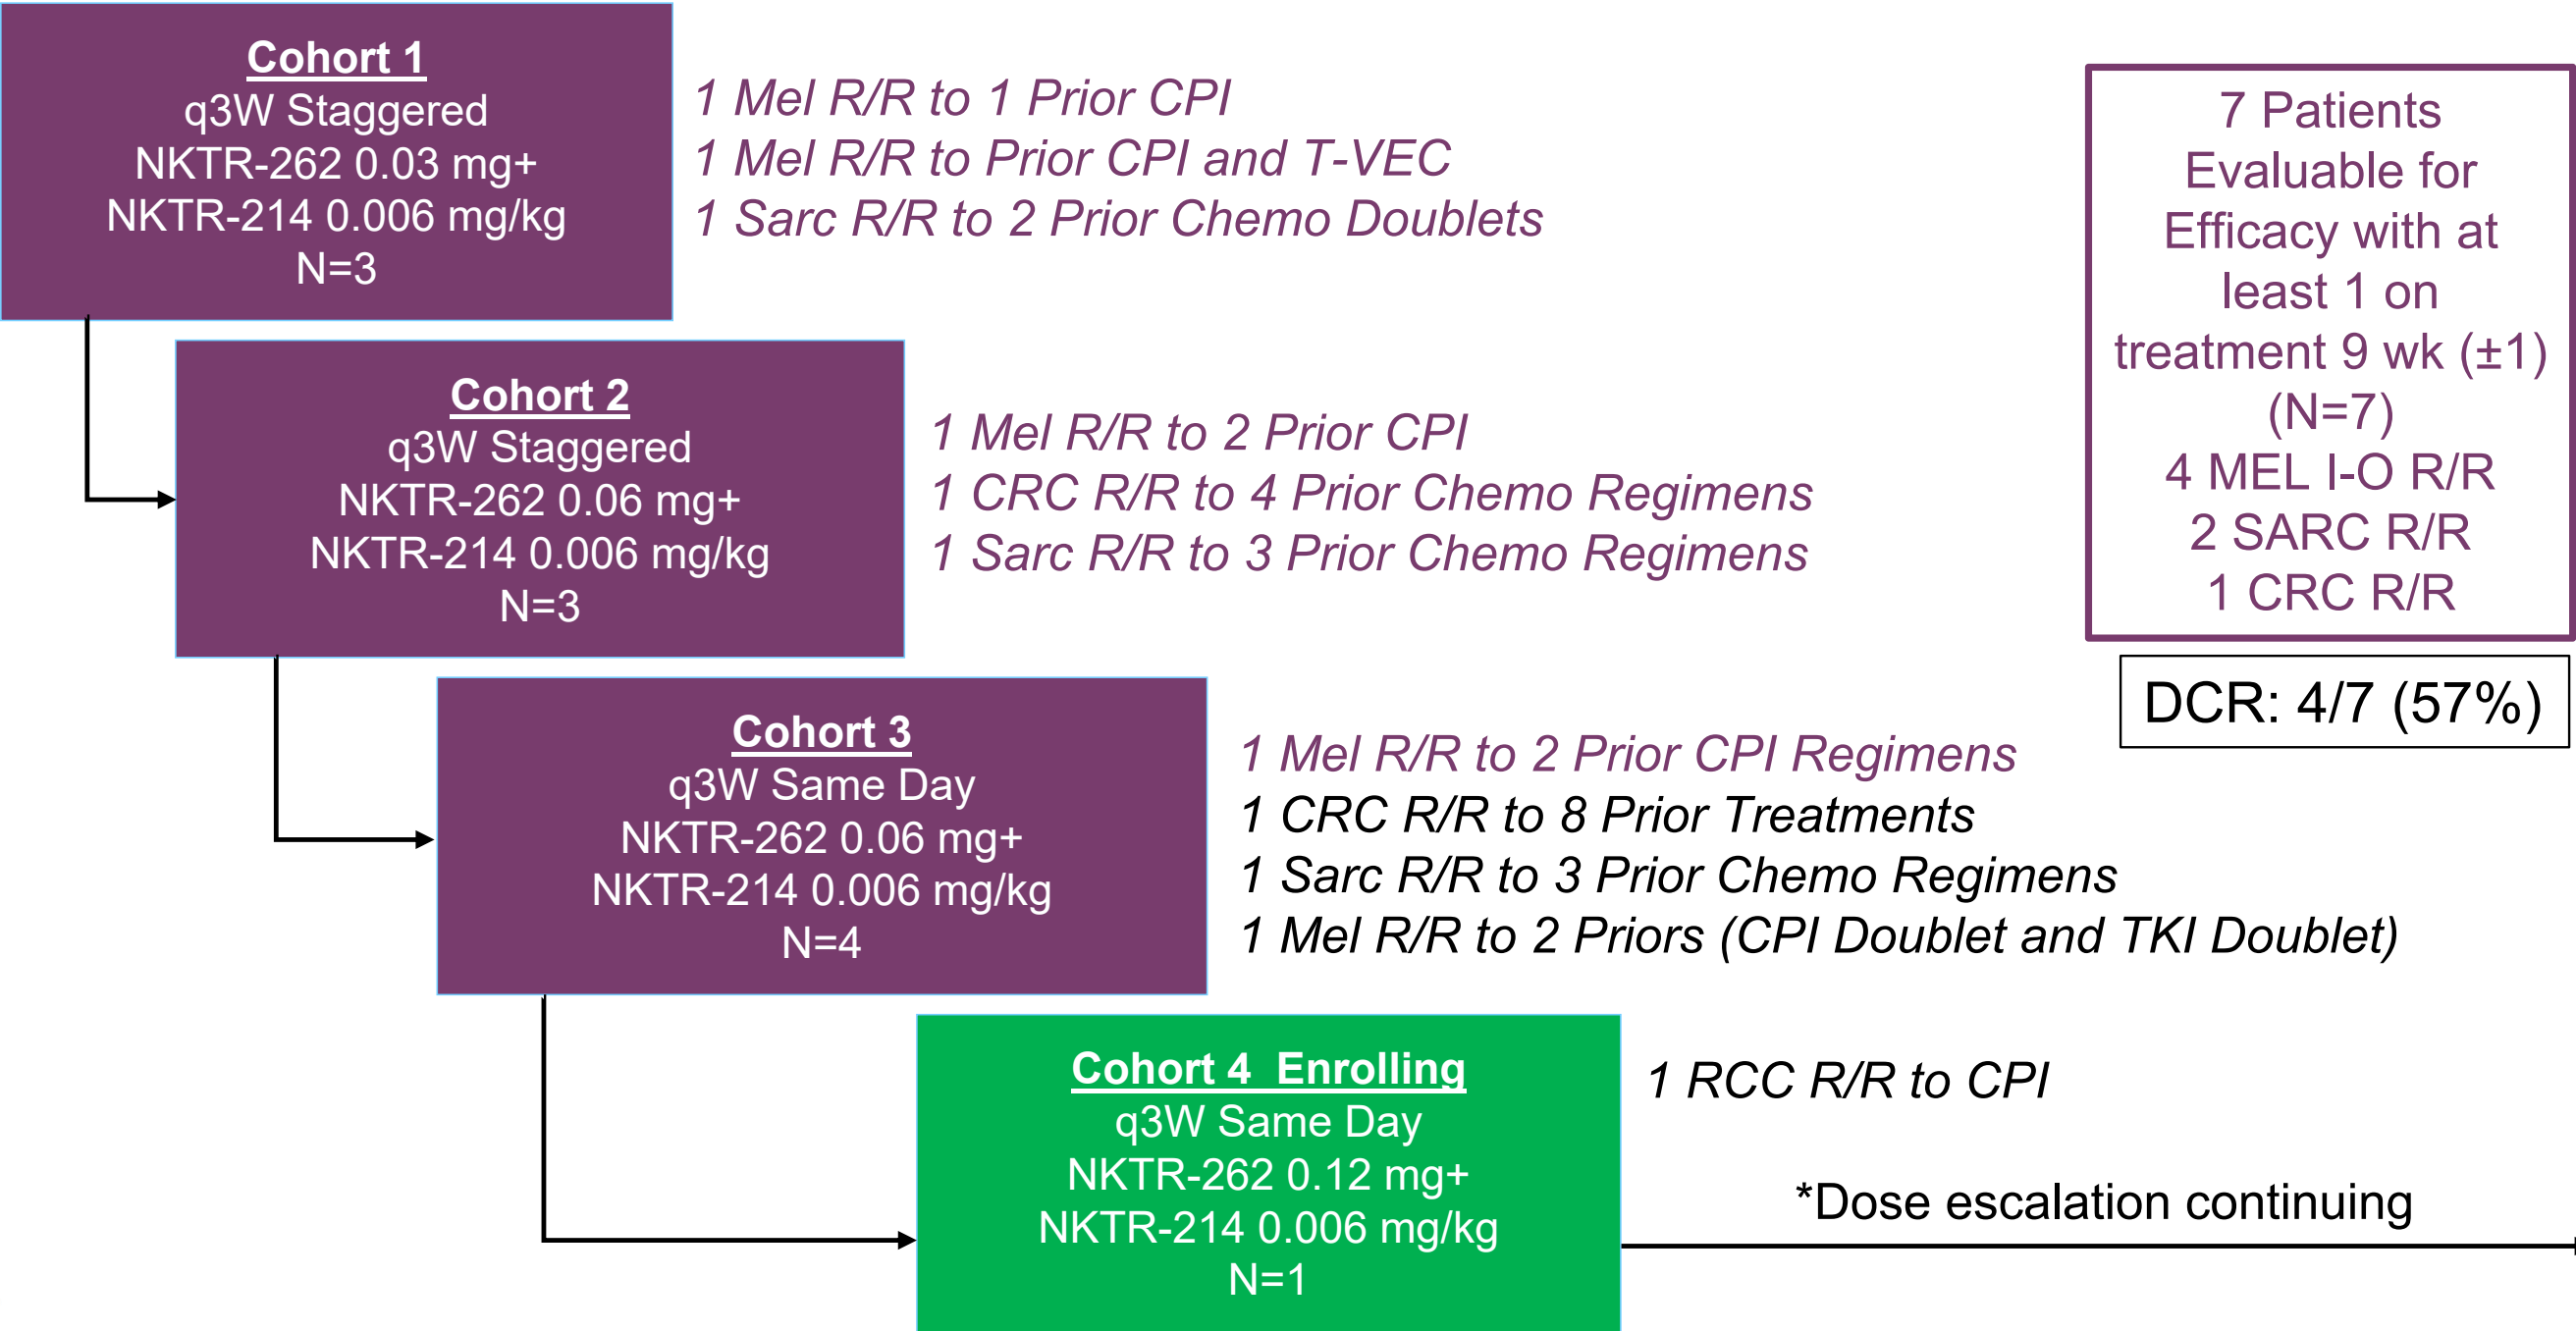 Cohort 1
q3W Staggered
NKTR-262 0.03 mg+
NKTR-214 0.006 mg/kg
N=3
1 Mel R/R to 1 Prior CPI
1 Mel R/R to Prior CPI and T-VEC
1 Sarc R/R to 2 Prior Chemo Doublets
7 Patients
Evaluable for
Efficacy with at
least 1 on
treatment 9 wk (±1)
(N=7)
4 MEL I-O R/R
2 SARC R/R
1 CRC R/R
DCR: 4/7 (57%)
Cohort 2
q3W Staggered
NKTR-262 0.06 mg+
NKTR-214 0.006 mg/kg
N=3
1 Mel R/R to 2 Prior CPI
1 CRC R/R to 4 Prior Chemo Regimens
1 Sarc R/R to 3 Prior Chemo Regimens
Cohort 3
q3W Same Day
NKTR-262 0.06 mg+
NKTR-214 0.006 mg/kg
N=4
1 Mel R/R to 2 Prior CPI Regimens
1 CRC R/R to 8 Prior Treatments
1 Sarc R/R to 3 Prior Chemo Regimens
1 Mel R/R to 2 Priors (CPI Doublet and TKI Doublet)
Cohort 4  Enrolling
q3W Same Day
NKTR-262 0.12 mg+
NKTR-214 0.006 mg/kg
N=1
1 RCC R/R to CPI
*Dose escalation continuing